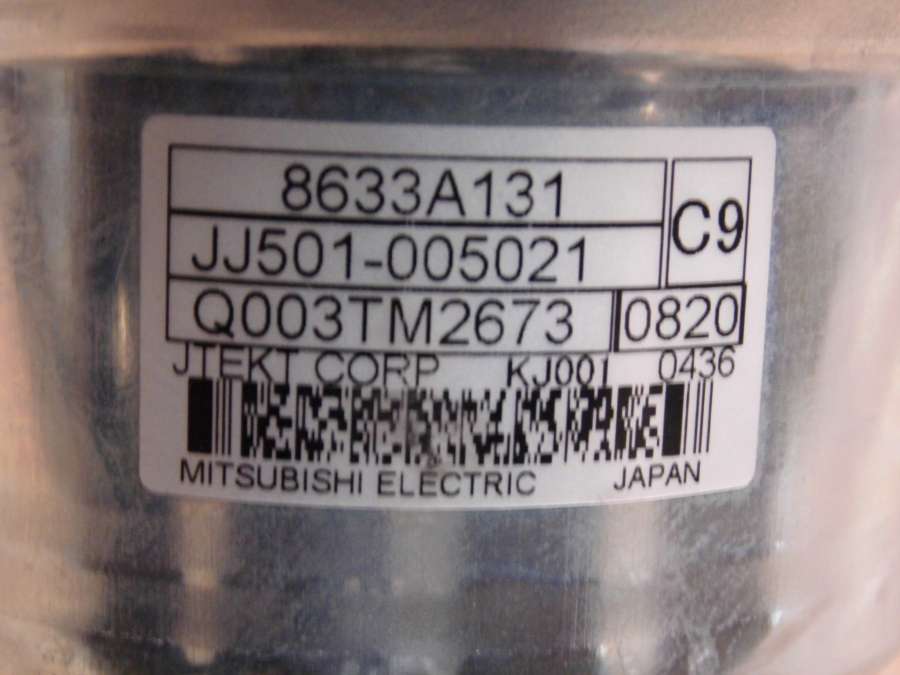 8633A131
C9
JJ501-005021
Q003TM2673 0820
JTEKT CORP KJ001 0436
MITSUBISHI ELECTRIC JAPAN